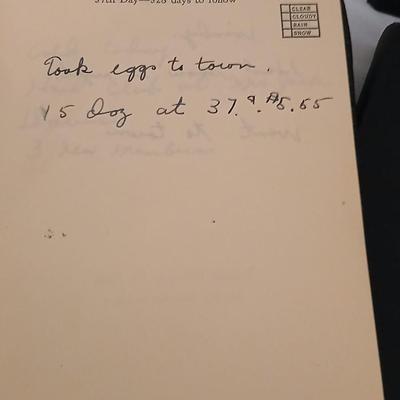 37th Day—328 days to follow
CLEAR
CLOUDY
RAIN
SNOW
Took eggs to town.
15 Doz at 37.¢. $5.55